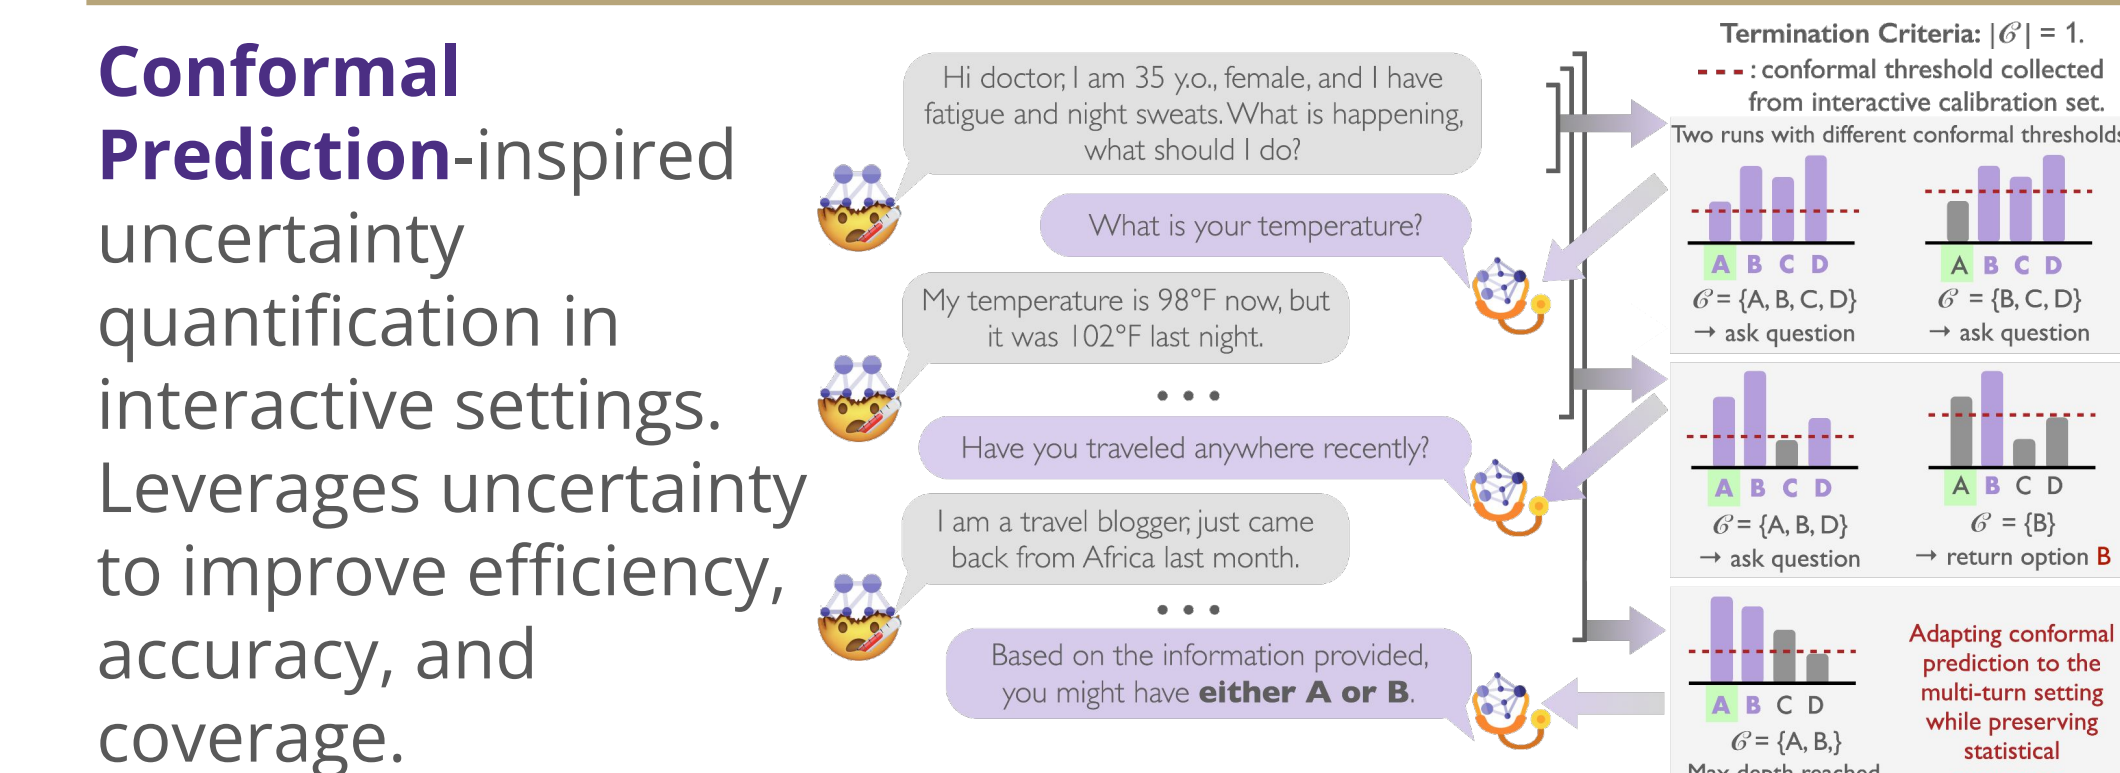 Conformal
Prediction-inspired
uncertainty
quantification in
interactive settings.
Leverages uncertainty
to improve efficiency,
accuracy, and
coverage.
Hi doctor, I am 35 y.o., female, and I have
fatigue and night sweats. What is happening,
what should I do?
What is your temperature?
My temperature is 98°F now, but
it was 102°F last night.
• • •
Have you traveled anywhere recently?
I am a travel blogger, just came
back from Africa last month.
• • •
Based on the information provided,
you might have either A or B.
Termination Criteria: |𝒞| = 1.
---: conformal threshold collected
from interactive calibration set.
Two runs with different conformal thresholds
A B C D
𝒞 = {A, B, C, D}
→ ask question
A B C D
𝒞 = {B, C, D}
→ ask question
A B C D
𝒞 = {A, B, D}
→ ask question
A B C D
𝒞 = {B}
→ return option B
A B C D
𝒞 = {A, B,}
Max depth reached
Adapting conformal
prediction to the
multi-turn setting
while preserving
statistical